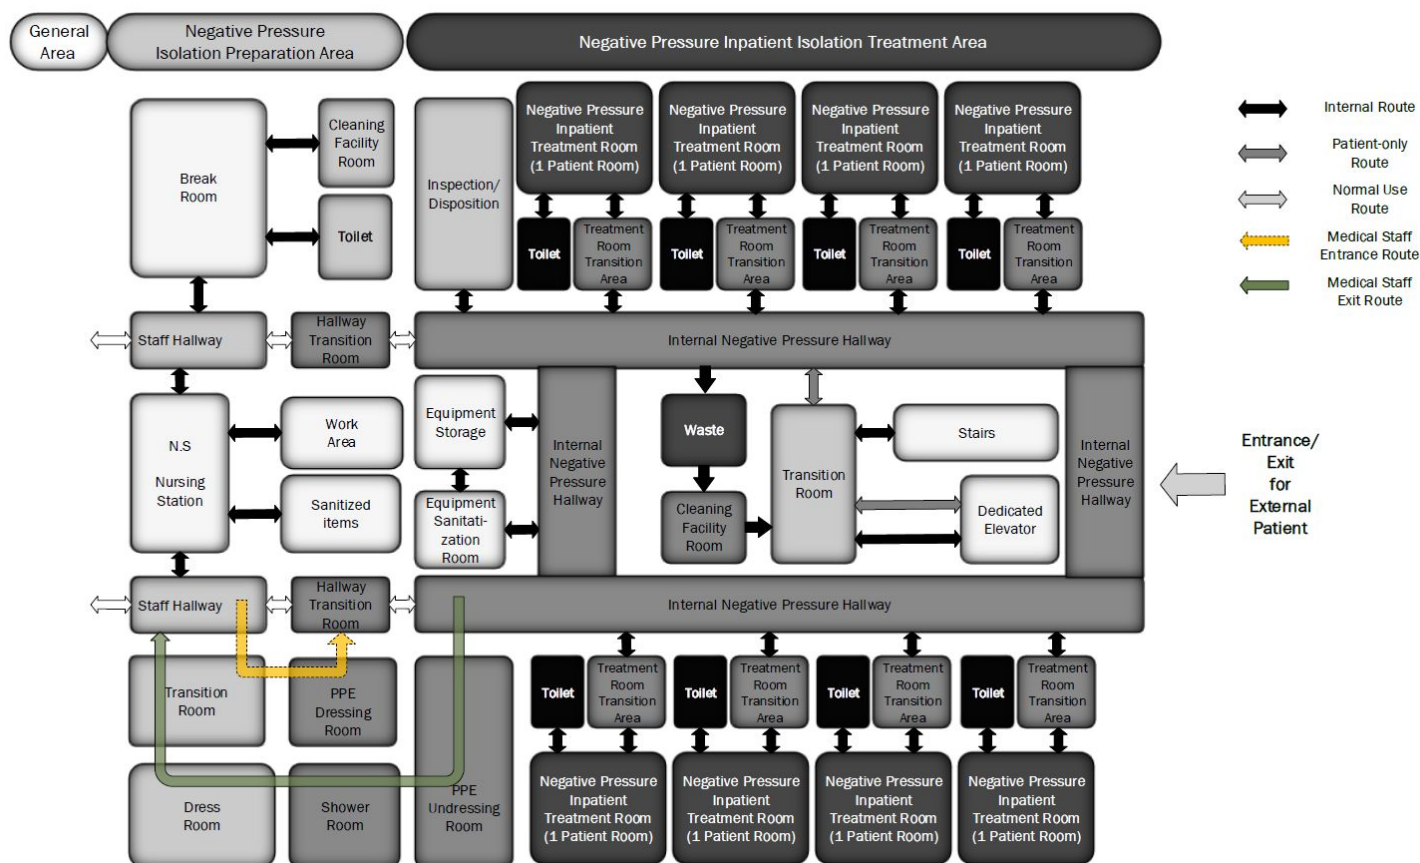 General
Area
Negative Pressure
Isolation Preparation Area
Negative Pressure Inpatient Isolation Treatment Area
Break
Room
Cleaning
Facility
Room
Toilet
Inspection/
Disposition
Negative Pressure
Inpatient
Treatment Room
(1 Patient Room)
Negative Pressure
Inpatient
Treatment Room
(1 Patient Room)
Negative Pressure
Inpatient
Treatment Room
(1 Patient Room)
Negative Pressure
Inpatient
Treatment Room
(1 Patient Room)
Toilet
Treatment
Room
Transition
Area
Toilet
Treatment
Room
Transition
Area
Toilet
Treatment
Room
Transition
Area
Toilet
Treatment
Room
Transition
Area
Internal Route
Patient-only
Route
Normal Use
Route
Medical Staff
Entrance Route
Medical Staff
Exit Route
Staff Hallway
Hallway
Transition
Room
Internal Negative Pressure Hallway
N.S
Nursing
Station
Work
Area
Sanitized
items
Equipment
Storage
Equipment
Sanitati-
zation
Room
Internal
Negative
Pressure
Hallway
Waste
Cleaning
Facility
Room
Transition
Room
Stairs
Dedicated
Elevator
Internal
Negative
Pressure
Hallway
Entrance/
Exit
for
External
Patient
Staff Hallway
Hallway
Transition
Room
Internal Negative Pressure Hallway
Transition
Room
PPE
Dressing
Room
Dress
Room
Shower
Room
PPE
Undressing
Room
Toilet
Treatment
Room
Transition
Area
Toilet
Treatment
Room
Transition
Area
Toilet
Treatment
Room
Transition
Area
Toilet
Treatment
Room
Transition
Area
Negative Pressure
Inpatient
Treatment Room
(1 Patient Room)
Negative Pressure
Inpatient
Treatment Room
(1 Patient Room)
Negative Pressure
Inpatient
Treatment Room
(1 Patient Room)
Negative Pressure
Inpatient
Treatment Room
(1 Patient Room)